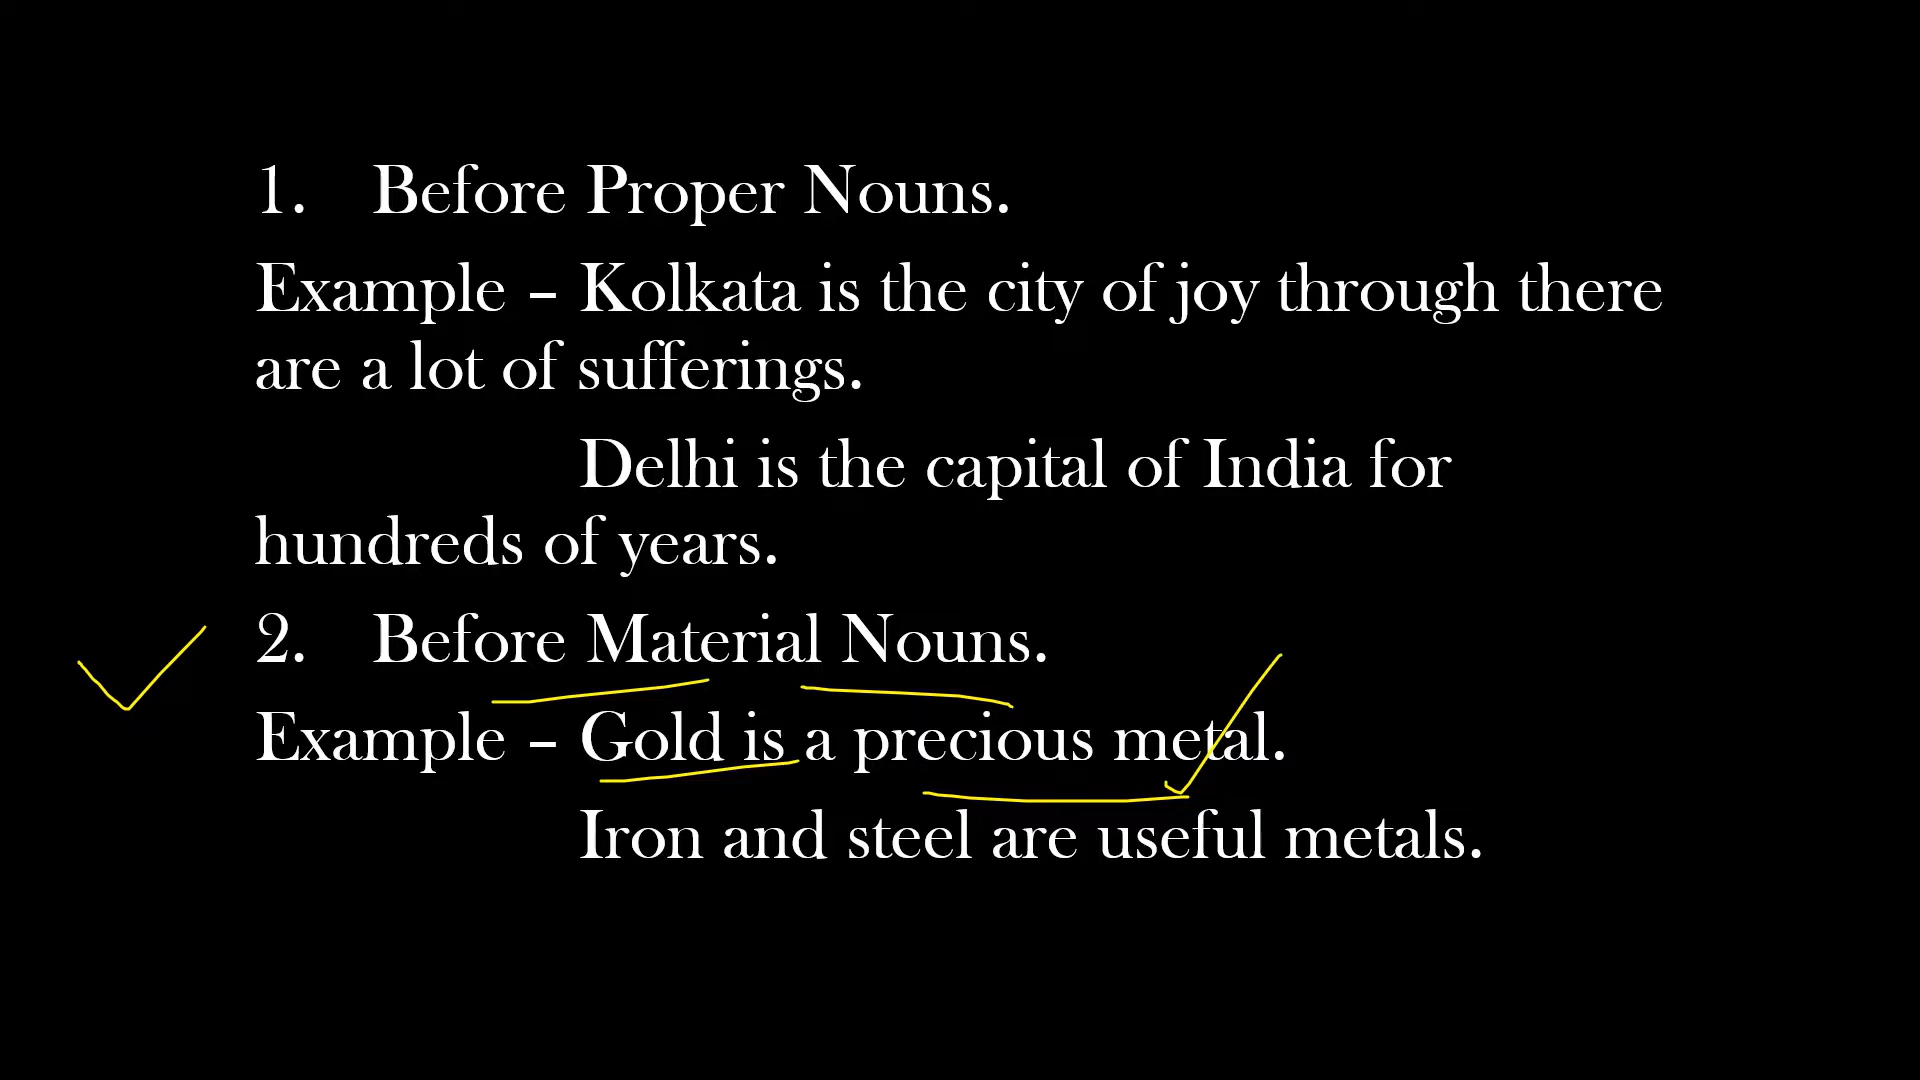 1. Before Proper Nouns.
Example – Kolkata is the city of joy through there
are a lot of sufferings.
Delhi is the capital of India for
hundreds of years.
2. Before Material Nouns.
Example – Gold is a precious metal.
Iron and steel are useful metals.